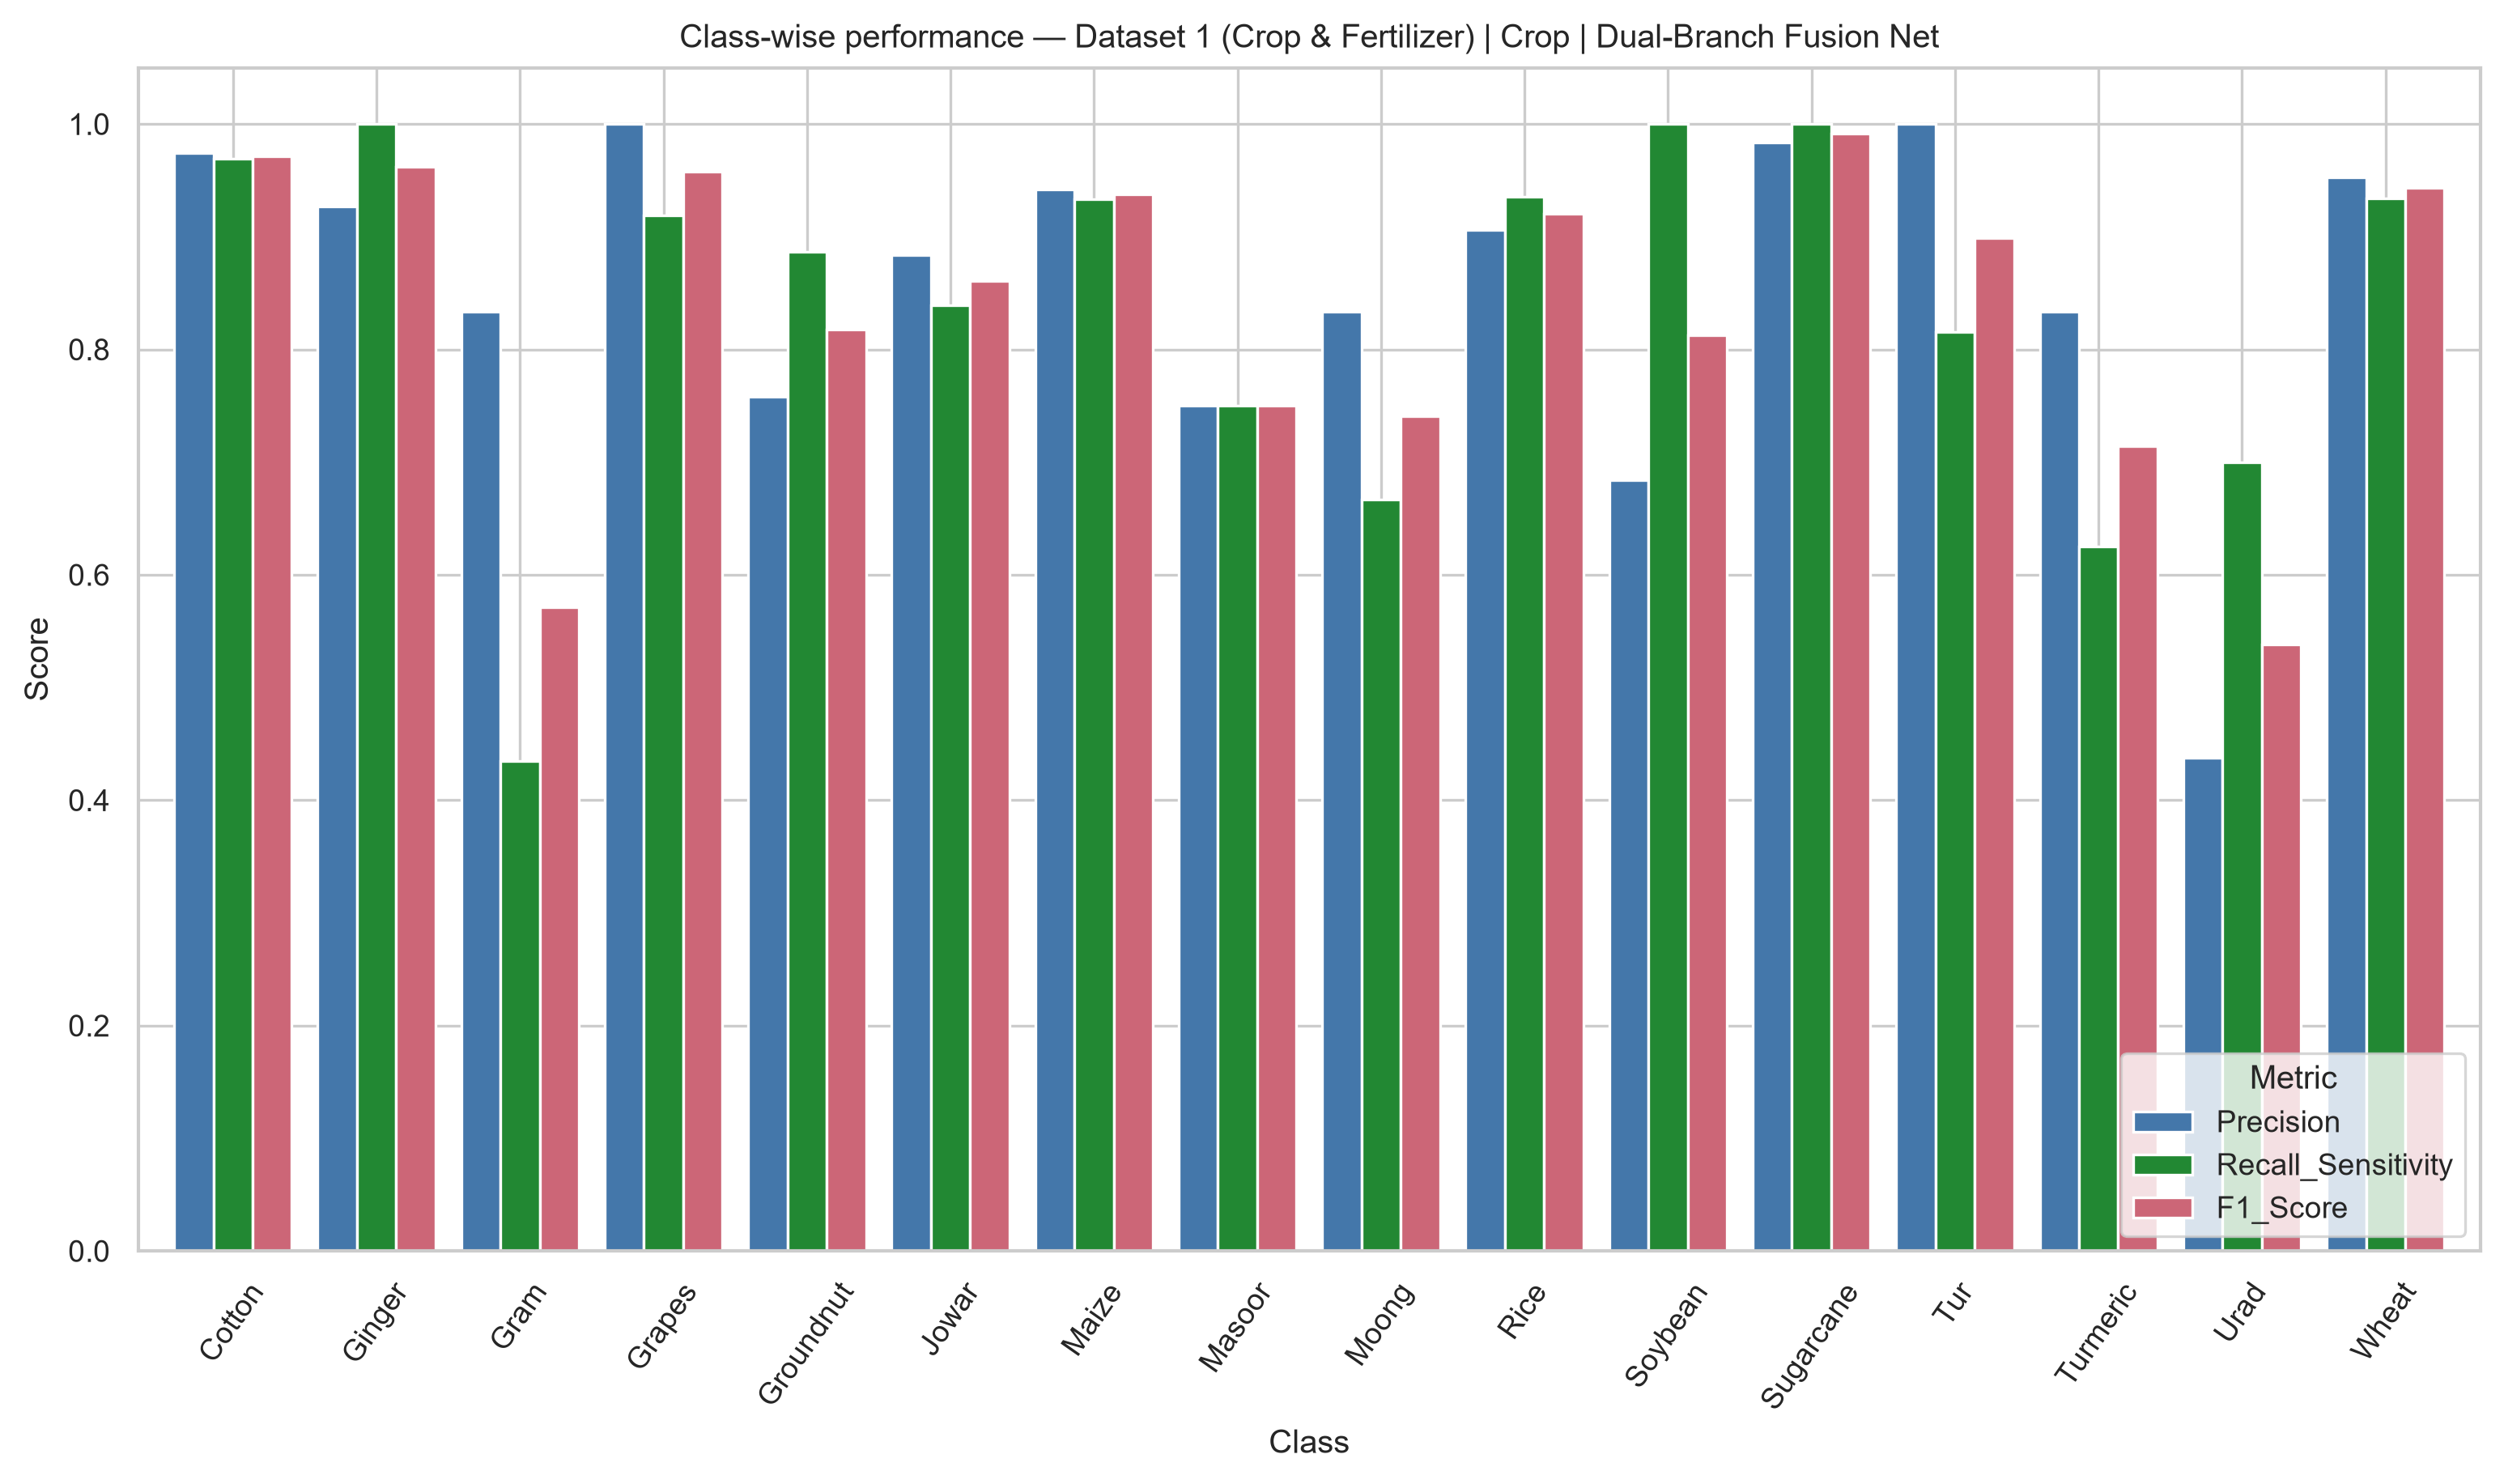 Class-wise performance — Dataset 1 (Crop & Fertilizer) | Crop | Dual-Branch Fusion Net
1.0
0.8
0.6
0.4
0.2
0.0
Score
Metric
Precision
Recall_Sensitivity
F1_Score
Cotton
Ginger
Gram
Grapes
Groundnut
Jowar
Maize
Masoor
Moong
Rice
Soybean
Sugarcane
Tur
Turmeric
Urad
Wheat
Class